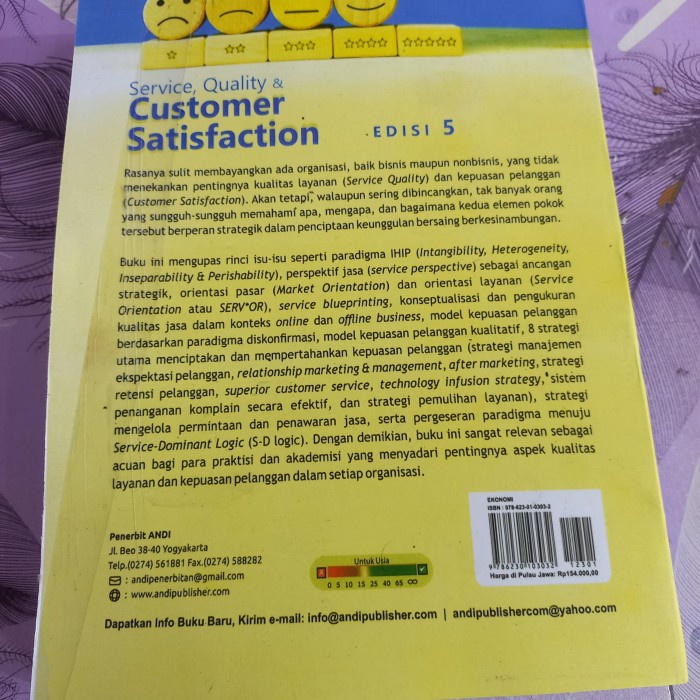 Service, Quality &
Customer
Satisfaction
EDISI 5
Rasanya sulit membayangkan ada organisasi, baik bisnis maupun nonbisnis, yang tidak
menekankan pentingnya kualitas layanan (Service Quality) dan kepuasan pelanggan
(Customer Satisfaction). Akan tetapi, walaupun sering dibincangkan, tak banyak orang
yang sungguh-sungguh memahami apa, mengapa, dan bagaimana kedua elemen pokok
tersebut berperan strategik dalam penciptaan keunggulan bersaing berkesinambungan.
Buku ini mengupas rinci isu-isu seperti paradigma IHIP (Intangibility, Heterogeneity,
Inseparability & Perishability), perspektif jasa (service perspective) sebagai ancangan
strategik, orientasi pasar (Market Orientation) dan orientasi layanan (Service
Orientation atau SERV*OR), service blueprinting, konseptualisasi dan pengukuran
kualitas jasa dalam konteks online dan offline business, model kepuasan pelanggan
berdasarkan paradigma diskonfirmasi, model kepuasan pelanggan kualitatif, 8 strategi
utama menciptakan dan mempertahankan kepuasan pelanggan (strategi manajemen
ekspektasi pelanggan, relationship marketing & management, after marketing, strategi
retensi pelanggan, superior customer service, technology infusion strategy, sistem
penanganan komplain secara efektif, dan strategi pemulihan layanan), strategi
mengelola permintaan dan penawaran jasa, serta pergeseran paradigma menuju
Service-Dominant Logic (S-D logic). Dengan demikian, buku ini sangat relevan sebagai
acuan bagi para praktisi dan akademisi yang menyadari pentingnya aspek kualitas
layanan dan kepuasan pelanggan dalam setiap organisasi.
Penerbit ANDI
Jl. Beo 38-40 Yogyakarta
Telp.(0274) 561881 Fax.(0274) 588282
: andipenerbitan@gmail.com
: www.andipublisher.com
Untuk Usia
0 5 10 15 25 40 65 ∞
EKONOMI
ISBN : 978-623-01-0303-2
9 786230 103032
12301
Harga di Pulau Jawa: Rp154.000,00
Dapatkan Info Buku Baru, Kirim e-mail: info@andipublisher.com | andipublishercom@yahoo.com